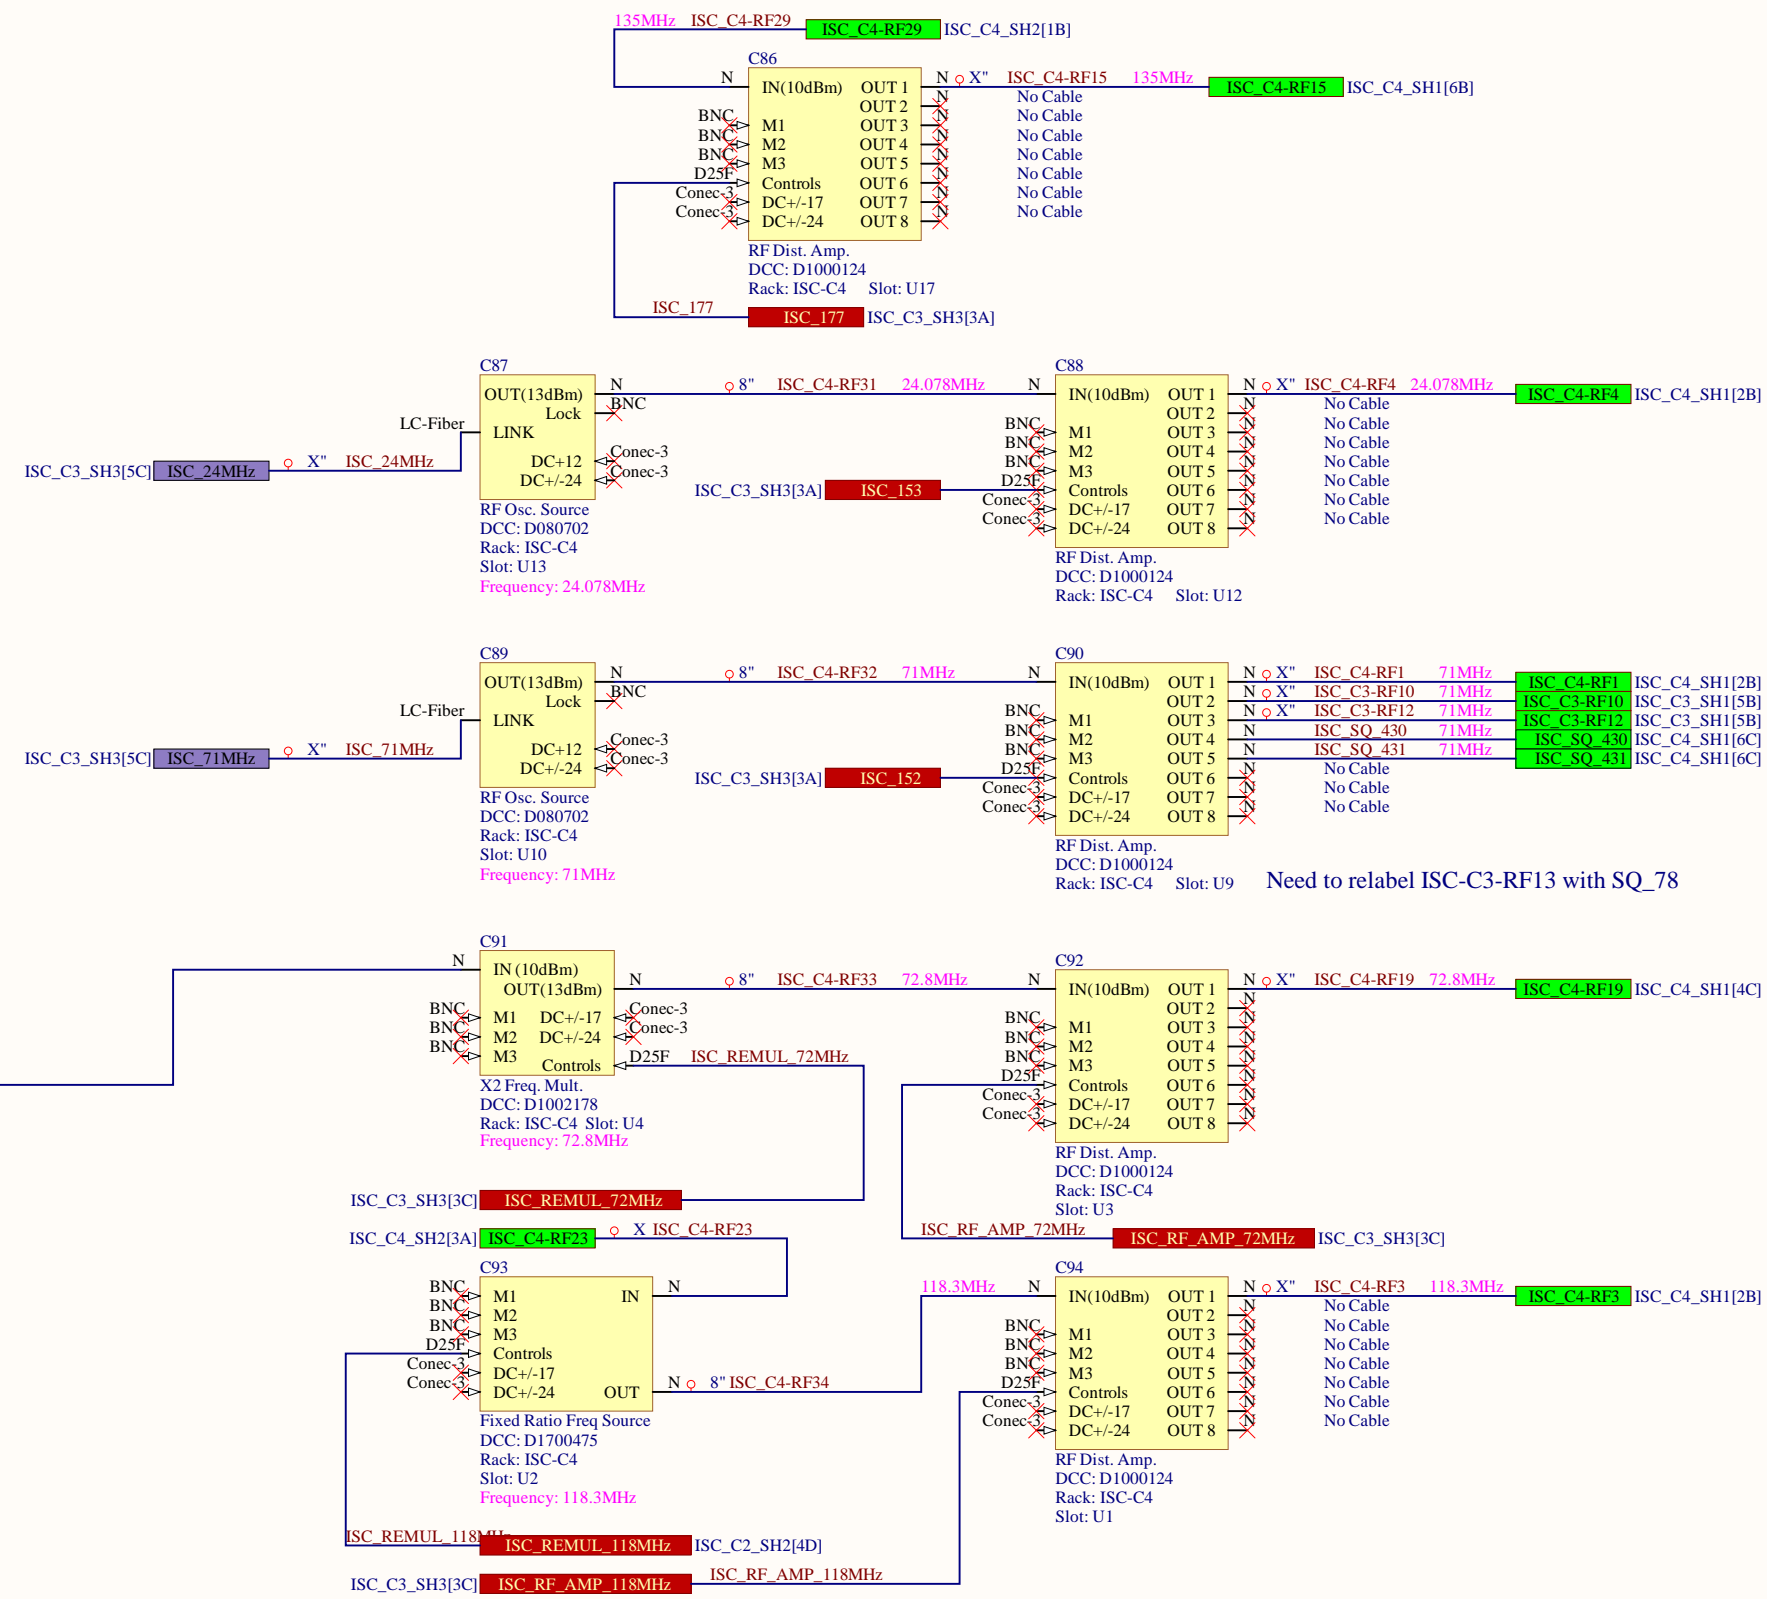 135MHz ISC_C4-RF29 ISC_C4-RF29 ISC_C4_SH2[1B]
C86
N IN(10dBm) OUT 1 N X" ISC_C4-RF15 135MHz ISC_C4-RF15 ISC_C4_SH1[6B]
OUT 2 N No Cable
BNC M1 OUT 3 N No Cable
BNC M2 OUT 4 N No Cable
BNC M3 OUT 5 N No Cable
D25F Controls OUT 6 N No Cable
Conec-3 DC+/-17 OUT 7 N No Cable
Conec-3 DC+/-24 OUT 8 N No Cable
RF Dist. Amp.
DCC: D1000124
Rack: ISC-C4 Slot: U17
ISC_177 ISC_177 ISC_C3_SH3[3A]
C87
OUT(13dBm) N 8" ISC_C4-RF31 24.078MHz
Lock BNC
LC-Fiber LINK
DC+12 Conec-3
DC+/-24 Conec-3
ISC_C3_SH3[5C] ISC_24MHz X" ISC_24MHz
RF Osc. Source
DCC: D080702
Rack: ISC-C4
Slot: U13
Frequency: 24.078MHz
C88
N IN(10dBm) OUT 1 N X" ISC_C4-RF4 24.078MHz ISC_C4-RF4 ISC_C4_SH1[2B]
OUT 2 N No Cable
BNC M1 OUT 3 N No Cable
BNC M2 OUT 4 N No Cable
BNC M3 OUT 5 N No Cable
ISC_C3_SH3[3A] ISC_153 D25F Controls OUT 6 N No Cable
Conec-3 DC+/-17 OUT 7 N No Cable
Conec-3 DC+/-24 OUT 8 N No Cable
RF Dist. Amp.
DCC: D1000124
Rack: ISC-C4 Slot: U12
C89
OUT(13dBm) N 8" ISC_C4-RF32 71MHz
Lock BNC
LC-Fiber LINK
DC+12 Conec-3
DC+/-24 Conec-3
ISC_C3_SH3[5C] ISC_71MHz X" ISC_71MHz
RF Osc. Source
DCC: D080702
Rack: ISC-C4
Slot: U10
Frequency: 71MHz
C90
N IN(10dBm) OUT 1 N X" ISC_C4-RF1 71MHz ISC_C4-RF1 ISC_C4_SH1[2B]
OUT 2 N X" ISC_C3-RF10 71MHz ISC_C3-RF10 ISC_C3_SH1[5B]
BNC M1 OUT 3 N X" ISC_C3-RF12 71MHz ISC_C3-RF12 ISC_C3_SH1[5B]
BNC M2 OUT 4 N ISC_SQ_430 71MHz ISC_SQ_430 ISC_C4_SH1[6C]
BNC M3 OUT 5 N ISC_SQ_431 71MHz ISC_SQ_431 ISC_C4_SH1[6C]
ISC_C3_SH3[3A] ISC_152 D25F Controls OUT 6 N No Cable
Conec-3 DC+/-17 OUT 7 N No Cable
Conec-3 DC+/-24 OUT 8 N No Cable
RF Dist. Amp.
DCC: D1000124
Rack: ISC-C4 Slot: U9 Need to relabel ISC-C3-RF13 with SQ_78
C91
N IN (10dBm)
OUT(13dBm) N 8" ISC_C4-RF33 72.8MHz
BNC M1 DC+/-17 Conec-3
BNC M2 DC+/-24 Conec-3
BNC M3
Controls D25F ISC_REMUL_72MHz
X2 Freq. Mult.
DCC: D1002178
Rack: ISC-C4 Slot: U4
Frequency: 72.8MHz
ISC_C3_SH3[3C] ISC_REMUL_72MHz
C92
N IN(10dBm) OUT 1 N X" ISC_C4-RF19 72.8MHz ISC_C4-RF19 ISC_C4_SH1[4C]
OUT 2 N
BNC M1 OUT 3 N
BNC M2 OUT 4 N
BNC M3 OUT 5 N
D25F Controls OUT 6 N
Conec-3 DC+/-17 OUT 7 N
Conec-3 DC+/-24 OUT 8 N
RF Dist. Amp.
DCC: D1000124
Rack: ISC-C4
Slot: U3
ISC_RF_AMP_72MHz ISC_RF_AMP_72MHz ISC_C3_SH3[3C]
ISC_C4_SH2[3A] ISC_C4-RF23 X ISC_C4-RF23
C93
BNC M1 IN N
BNC M2
BNC M3
D25F Controls
Conec-3 DC+/-17
Conec-3 DC+/-24 OUT N 8" ISC_C4-RF34
Fixed Ratio Freq Source
DCC: D1700475
Rack: ISC-C4
Slot: U2
Frequency: 118.3MHz
ISC_REMUL_118MHz ISC_REMUL_118MHz ISC_C2_SH2[4D]
ISC_C3_SH3[3C] ISC_RF_AMP_118MHz ISC_RF_AMP_118MHz
C94
118.3MHz N IN(10dBm) OUT 1 N X" ISC_C4-RF3 118.3MHz ISC_C4-RF3 ISC_C4_SH1[2B]
OUT 2 N No Cable
BNC M1 OUT 3 N No Cable
BNC M2 OUT 4 N No Cable
BNC M3 OUT 5 N No Cable
D25F Controls OUT 6 N No Cable
Conec-3 DC+/-17 OUT 7 N No Cable
Conec-3 DC+/-24 OUT 8 N No Cable
RF Dist. Amp.
DCC: D1000124
Rack: ISC-C4
Slot: U1